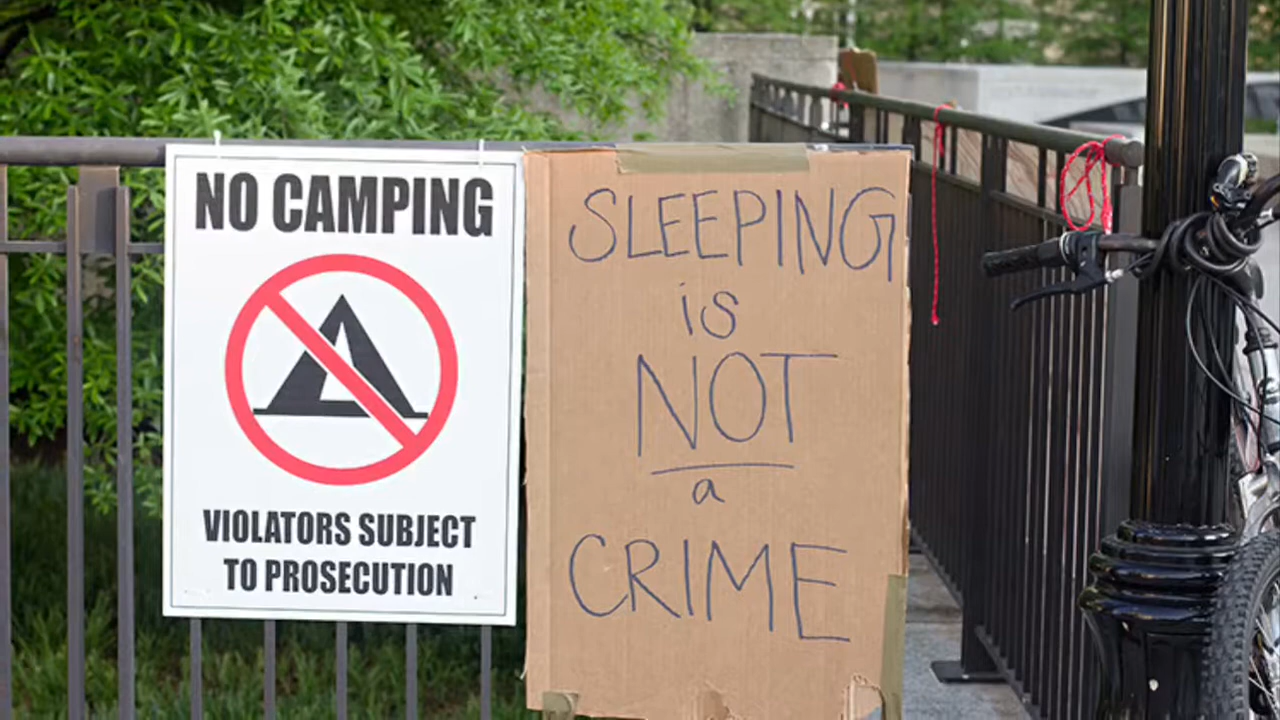 NO CAMPING
VIOLATORS SUBJECT
TO PROSECUTION
SLEEPING
is
NOT
a
CRIME